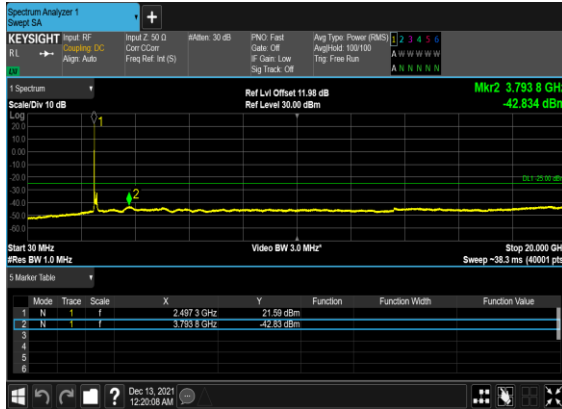 Spectrum Analyzer 1
Swept SA
+
KEYSIGHT Input: RF Input Z: 50 Ω #Atten: 30 dB PNO: Fast Avg Type: Power (RMS) 1 2 3 4 5 6
RL Coupling: DC Corr CCorr Gate: Off Avg|Hold: 100/100 A W W W W W
Align: Auto Freq Ref: Int (S) IF Gain: Low Trig: Free Run
Sig Track: Off A N N N N N
LU
1 Spectrum Ref Lvl Offset 11.98 dB Mkr2 3.793 8 GHz
Scale/Div 10 dB Ref Level 30.00 dBm -42.834 dBm
Log
20.0
10.0
0.00
-10.0
-20.0
-30.0
-40.0
-50.0
-60.0
1
2
DL1 -25.00 dBm
Start 30 MHz Video BW 3.0 MHz* Stop 20.000 GHz
#Res BW 1.0 MHz Sweep ~38.3 ms (40001 pts)
5 Marker Table
Mode Trace Scale X Y Function Function Width Function Value
1 N 1 f 2.497 3 GHz 21.59 dBm
2 N 1 f 3.793 8 GHz -42.83 dBm
3
4
5
6
? Dec 13, 2021
12:20:08 AM